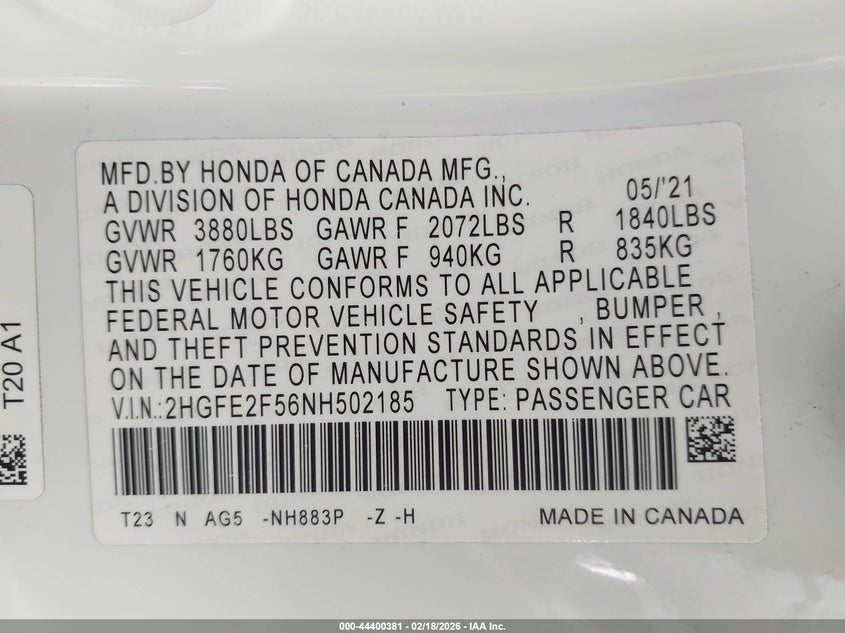 MFD.BY HONDA OF CANADA MFG.,
A DIVISION OF HONDA CANADA INC. 05/'21
GVWR 3880LBS GAWR F 2072LBS R 1840LBS
GVWR 1760KG GAWR F 940KG R 835KG
THIS VEHICLE CONFORMS TO ALL APPLICABLE
FEDERAL MOTOR VEHICLE SAFETY , BUMPER ,
AND THEFT PREVENTION STANDARDS IN EFFECT
ON THE DATE OF MANUFACTURE SHOWN ABOVE.
V.I.N.:2HGFE2F56NH502185 TYPE: PASSENGER CAR
T23 N AG5 -NH883P -Z -H MADE IN CANADA
T20 A1
000-44400381 - 02/18/2026 - IAA Inc.